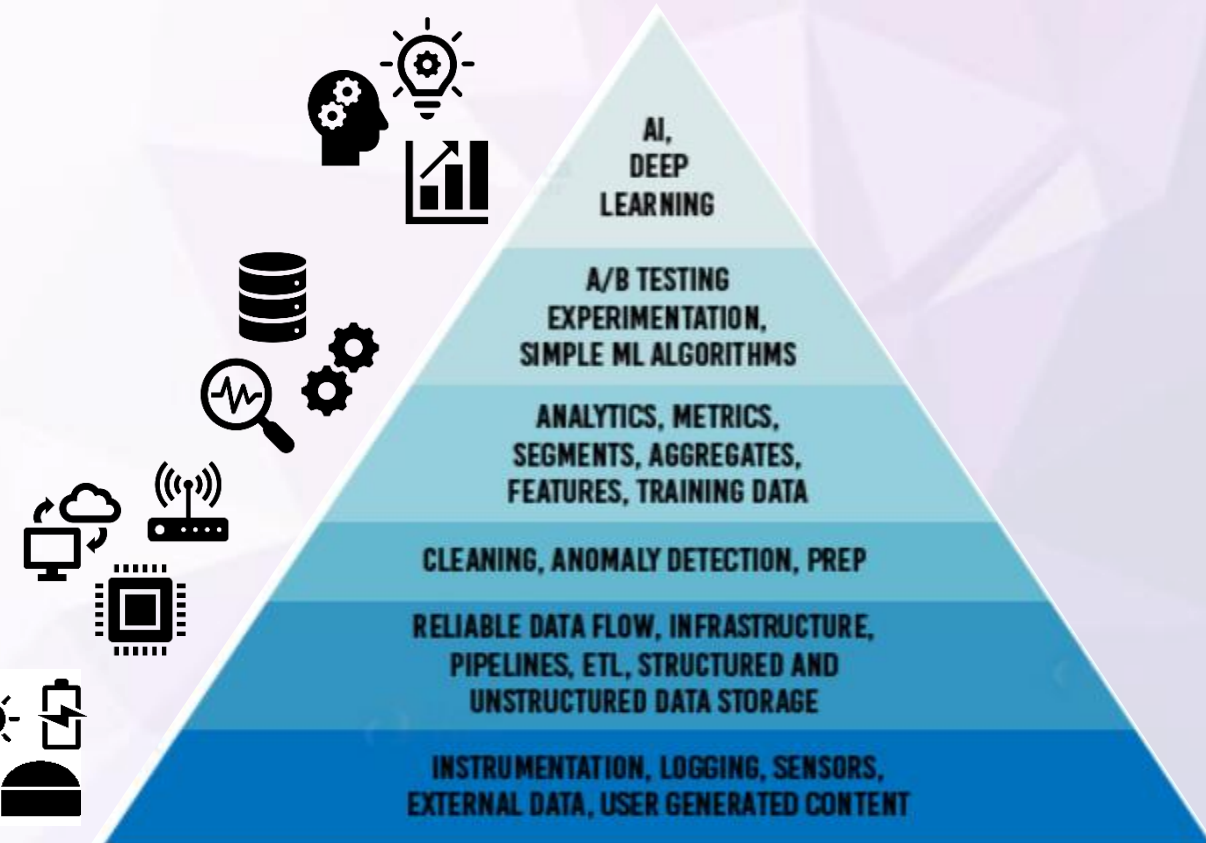 AI,
DEEP
LEARNING
A/B TESTING
EXPERIMENTATION,
SIMPLE ML ALGORITHMS
ANALYTICS, METRICS,
SEGMENTS, AGGREGATES,
FEATURES, TRAINING DATA
CLEANING, ANOMALY DETECTION, PREP
RELIABLE DATA FLOW, INFRASTRUCTURE,
PIPELINES, ETL, STRUCTURED AND
UNSTRUCTURED DATA STORAGE
INSTRUMENTATION, LOGGING, SENSORS,
EXTERNAL DATA, USER GENERATED CONTENT